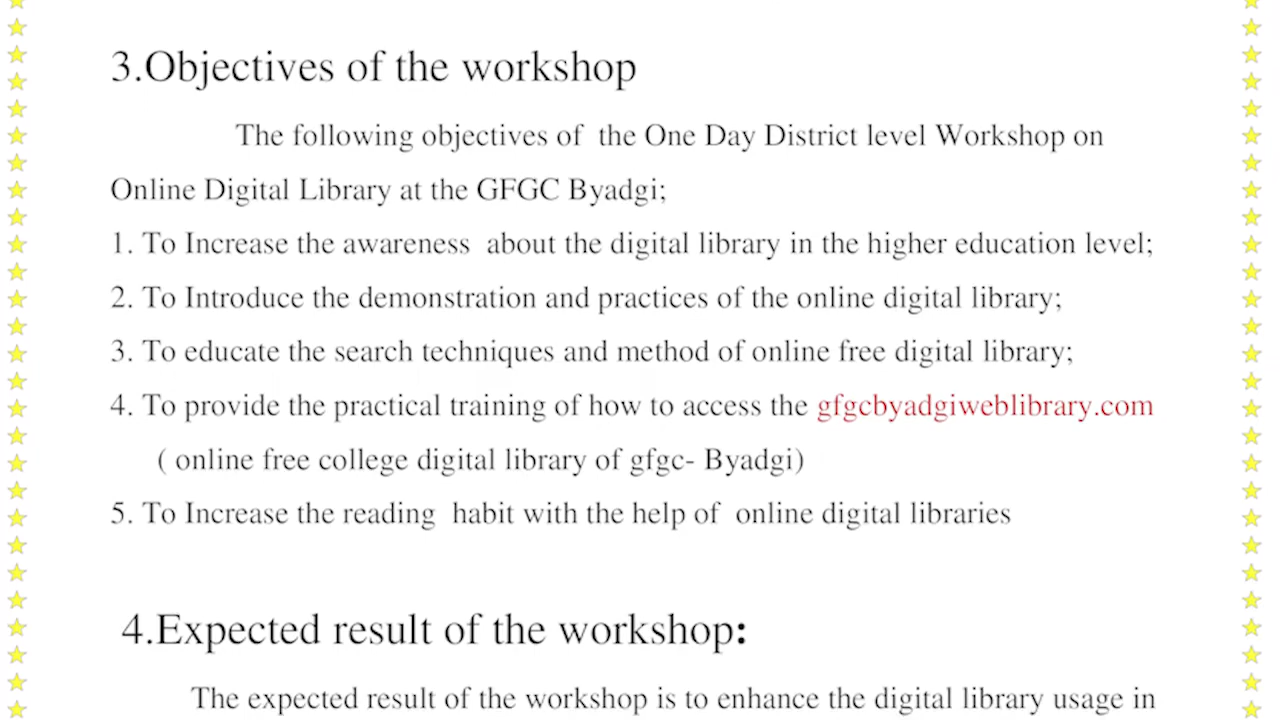 3.Objectives of the workshop
The following objectives of the One Day District level Workshop on
Online Digital Library at the GFGC Byadgi;
1. To Increase the awareness about the digital library in the higher education level;
2. To Introduce the demonstration and practices of the online digital library;
3. To educate the search techniques and method of online free digital library;
4. To provide the practical training of how to access the gfgcbyadgiweblibrary.com
( online free college digital library of gfgc- Byadgi)
5. To Increase the reading habit with the help of online digital libraries
4.Expected result of the workshop:
The expected result of the workshop is to enhance the digital library usage in